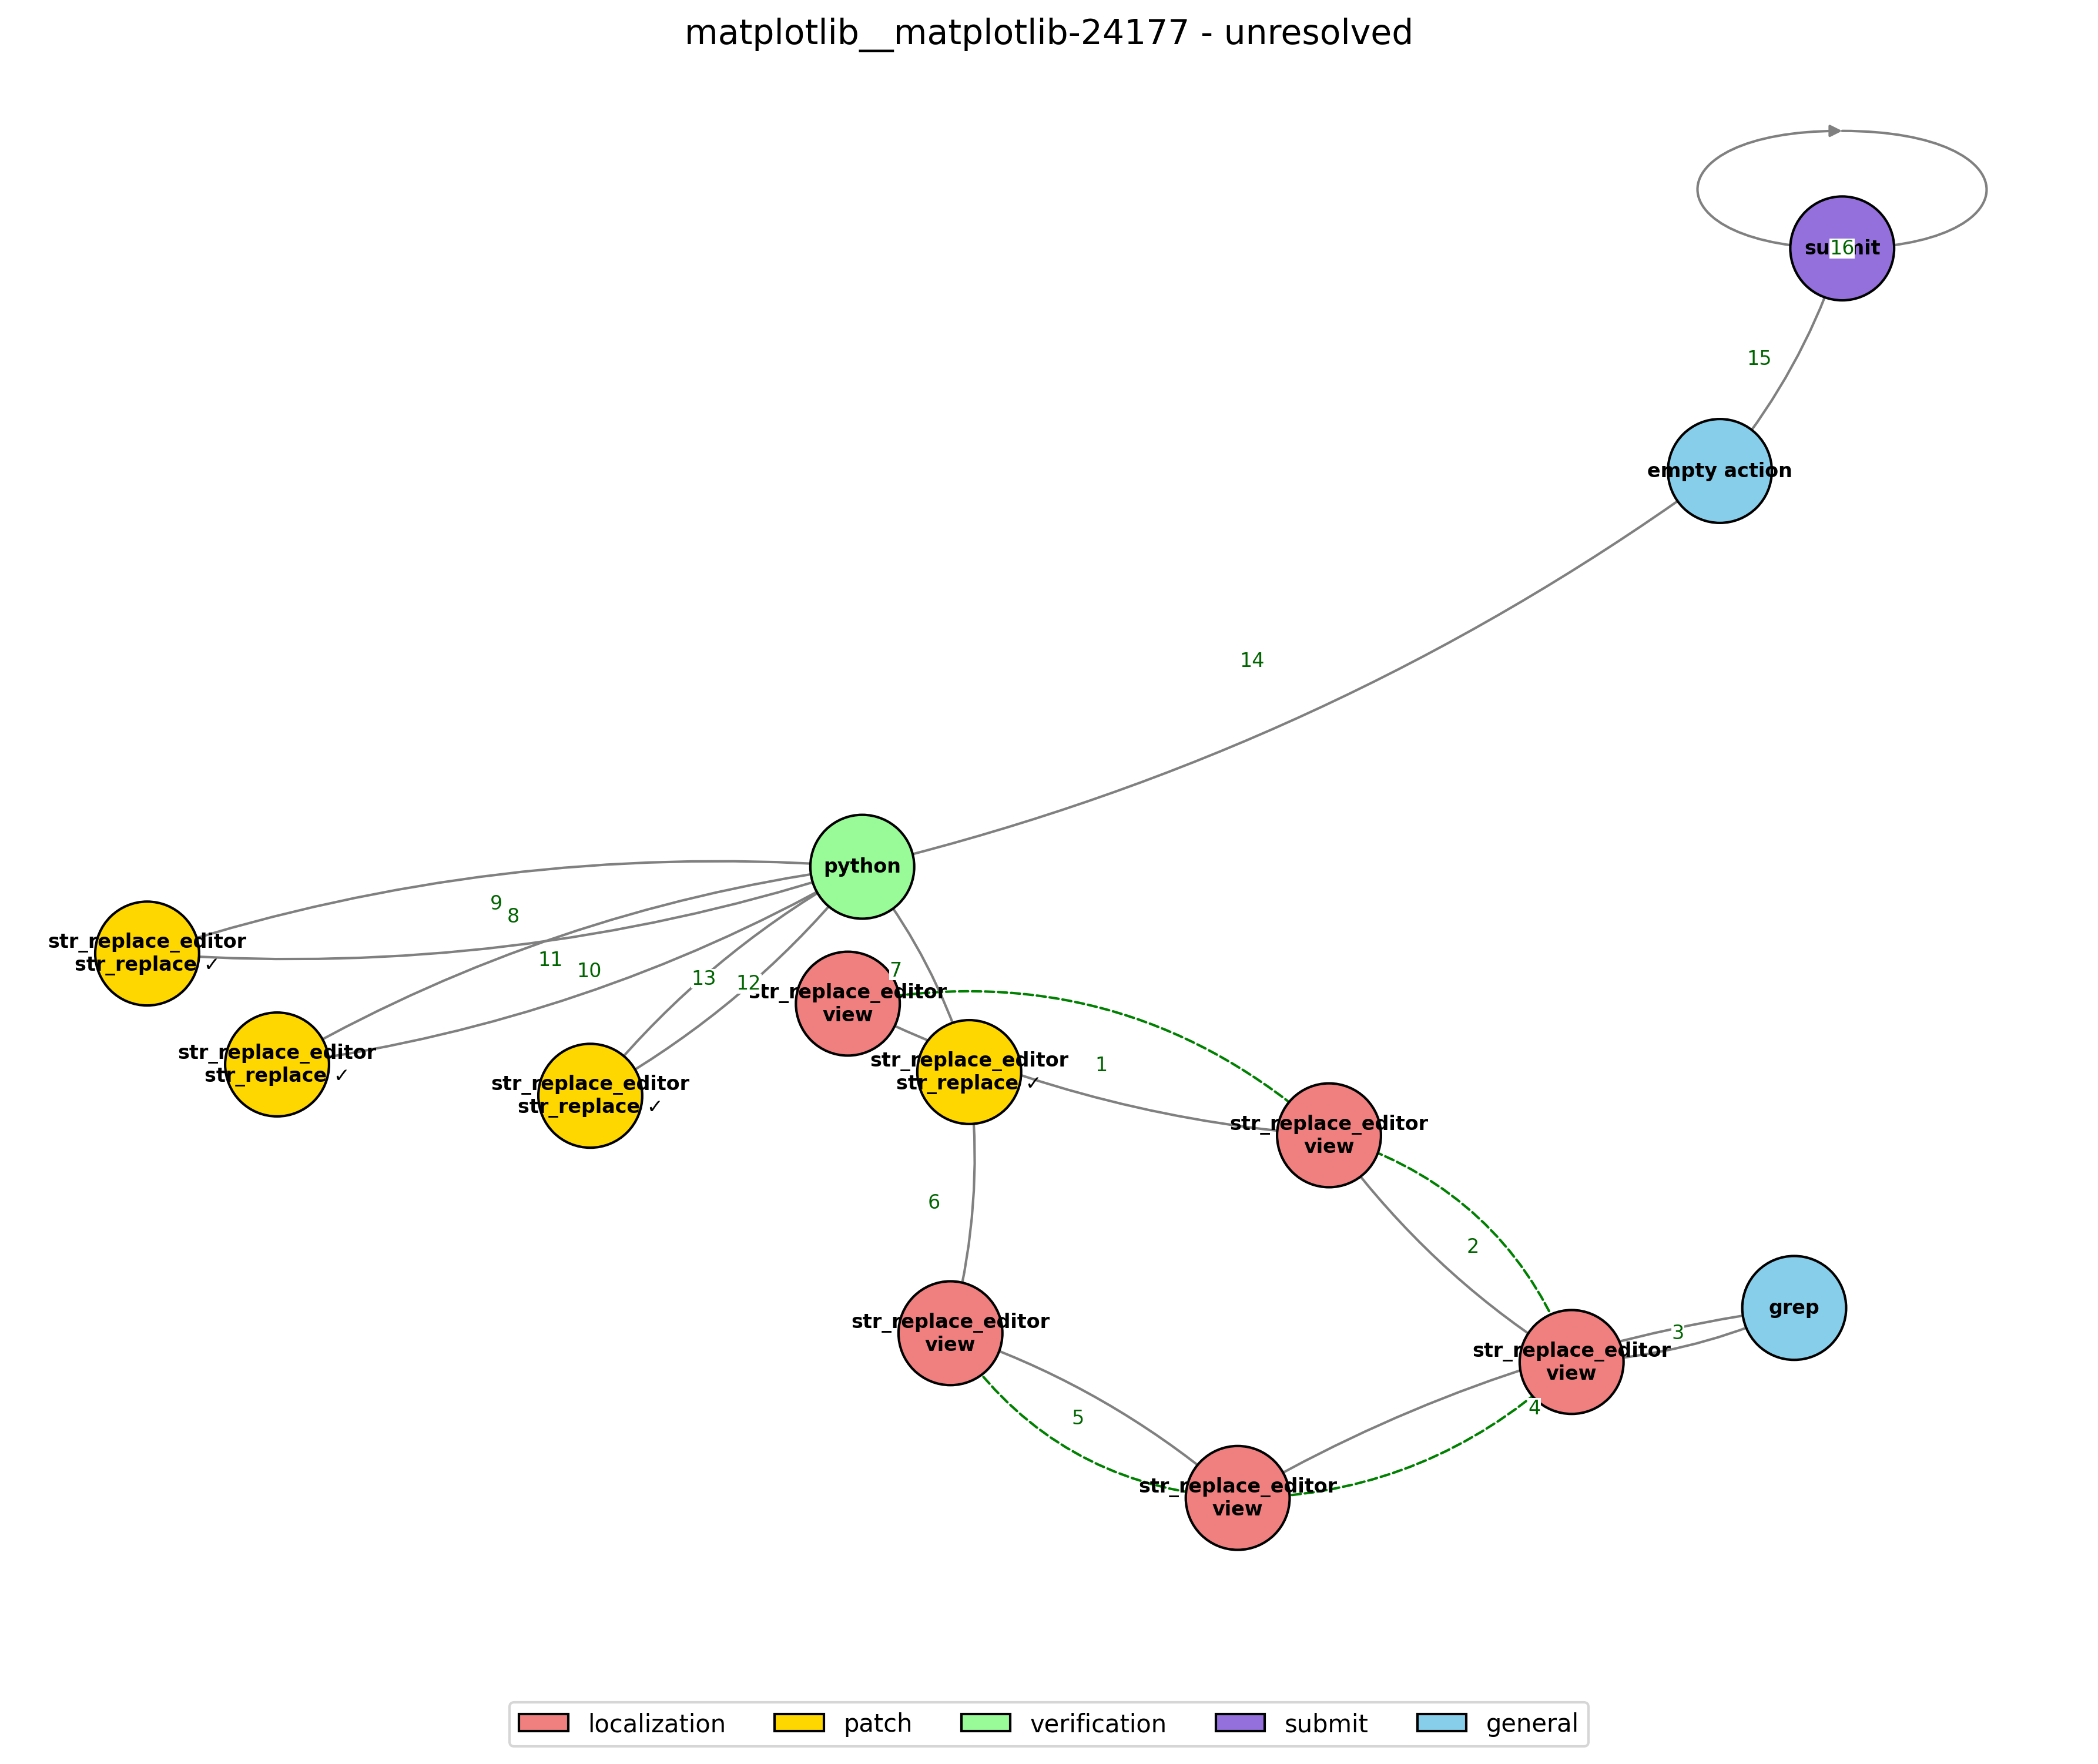 matplotlib__matplotlib-24177 - unresolved
16
15
empty action
14
python
9
8
str_replace_editor
str_replace ✓
11
10
13
12
7
str_replace_editor
view
str_replace_editor
str_replace ✓
str_replace_editor
str_replace ✓
str_replace_editor
str_replace ✓
1
str_replace_editor
view
6
2
grep
3
str_replace_editor
view
str_replace_editor
view
4
5
str_replace_editor
view
localization
patch
verification
submit
general